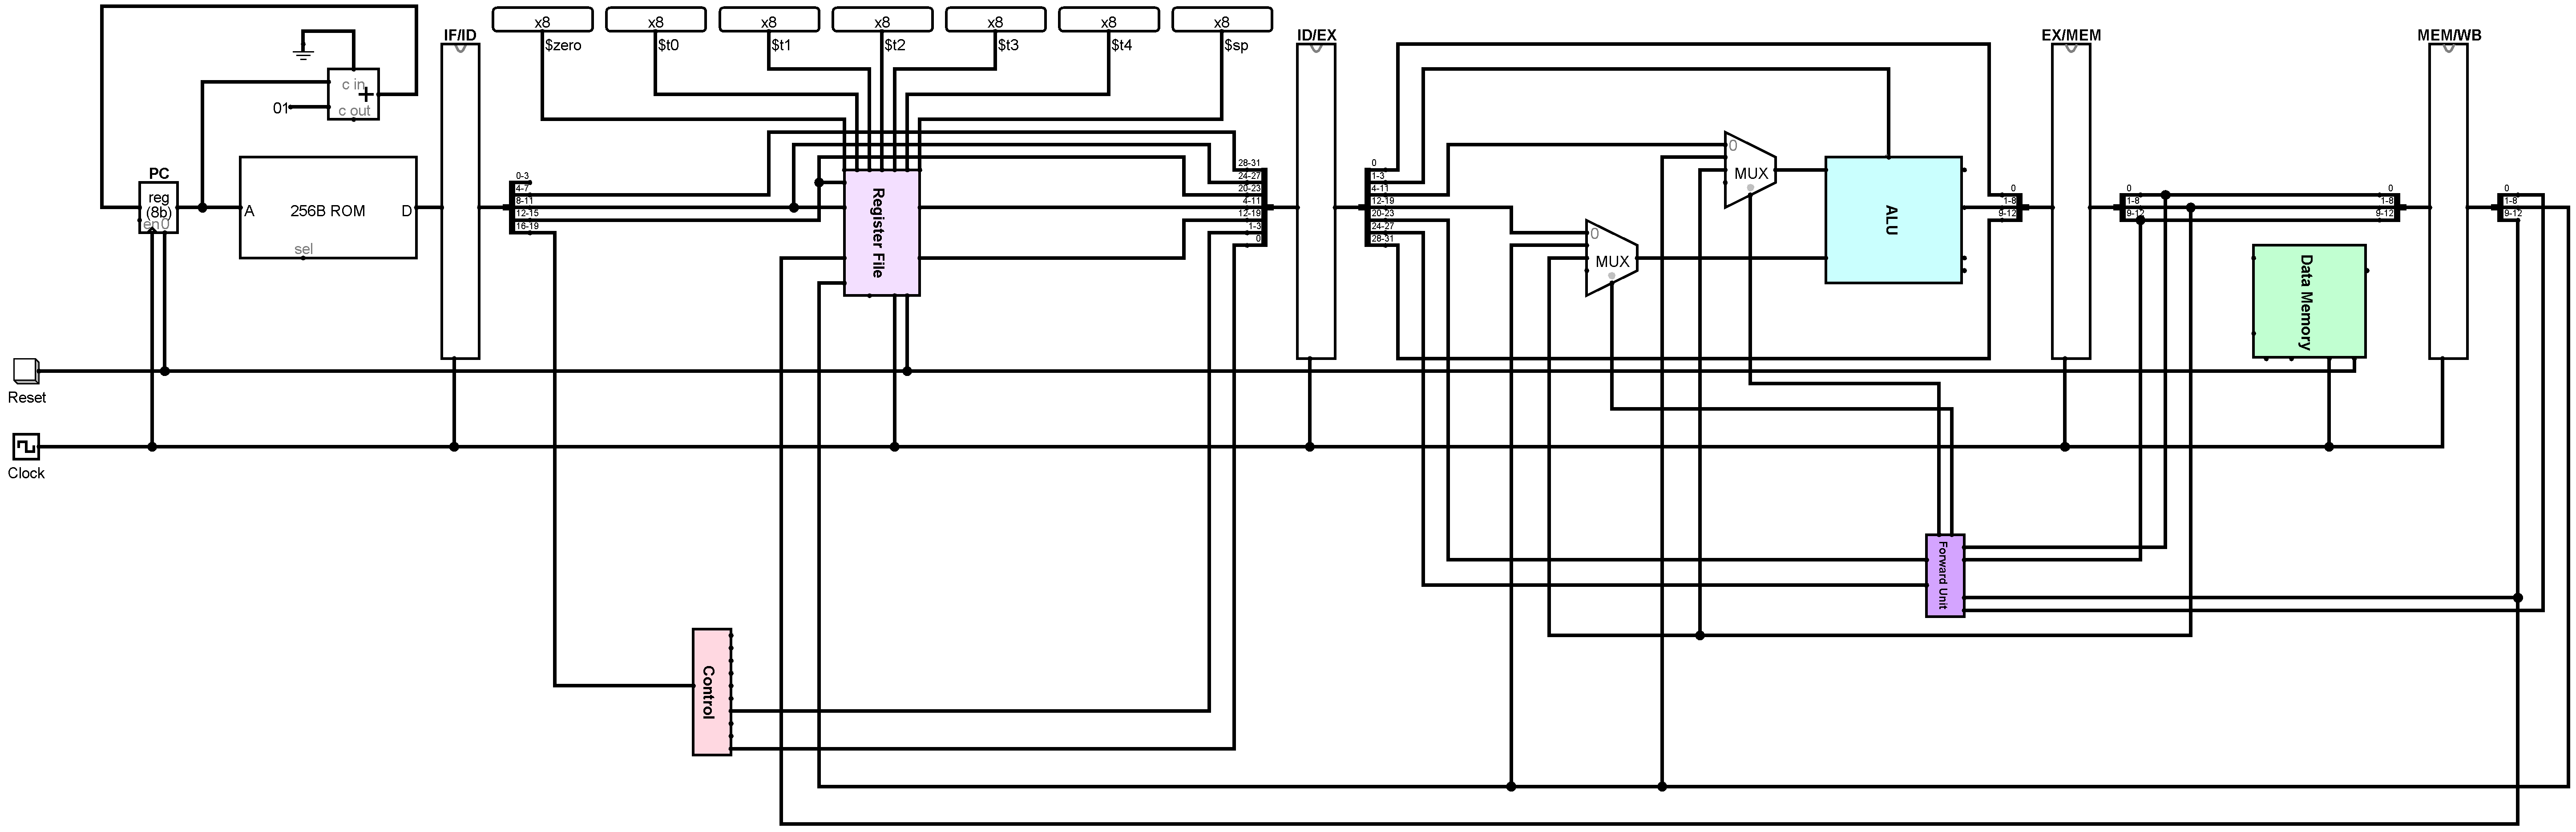 IF/ID
x8
x8
x8
x8
x8
x8
x8
ID/EX
EX/MEM
MEM/WB
$zero
$t0
$t1
$t2
$t3
$t4
$sp
c in
+
01
c out
PC
reg
(8b)
en 0
A
256B ROM
D
sel
0-3
4-7
8-11
12-15
16-19
Register File
28-31
24-27
20-23
4-11
12-19
1-3
0
0
1-3
4-11
12-19
20-23
24-27
28-31
0
MUX
0
MUX
ALU
0
1-8
9-12
0
1-8
9-12
0
1-8
9-12
0
1-8
9-12
Data Memory
Reset
Clock
Forward Unit
Control